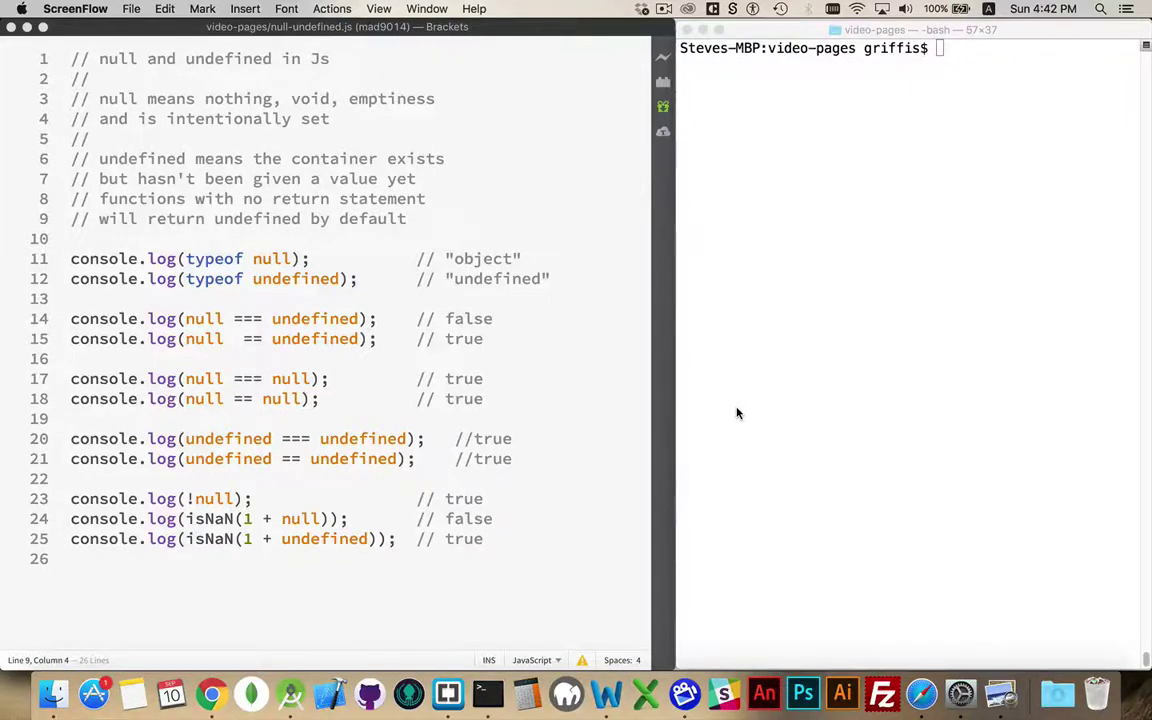 ScreenFlow File Edit Mark Insert Font Actions View Window Help 100% Sun 4:42 PM
video-pages/null-undefined.js (mad9014) — Brackets
video-pages — -bash — 57×37
1 // null and undefined in Js
2 //
3 // null means nothing, void, emptiness
4 // and is intentionally set
5 //
6 // undefined means the container exists
7 // but hasn't been given a value yet
8 // functions with no return statement
9 // will return undefined by default
10
11 console.log(typeof null); // "object"
12 console.log(typeof undefined); // "undefined"
13
14 console.log(null === undefined); // false
15 console.log(null  == undefined); // true
16
17 console.log(null === null); // true
18 console.log(null == null); // true
19
20 console.log(undefined === undefined); //true
21 console.log(undefined == undefined); //true
22
23 console.log(!null); // true
24 console.log(isNaN(1 + null)); // false
25 console.log(isNaN(1 + undefined)); // true
26
Steves-MBP:video-pages griffis$
Line 9, Column 4 — 26 Lines INS JavaScript Spaces: 4
1
SEP
10
An Ps Ai Fz